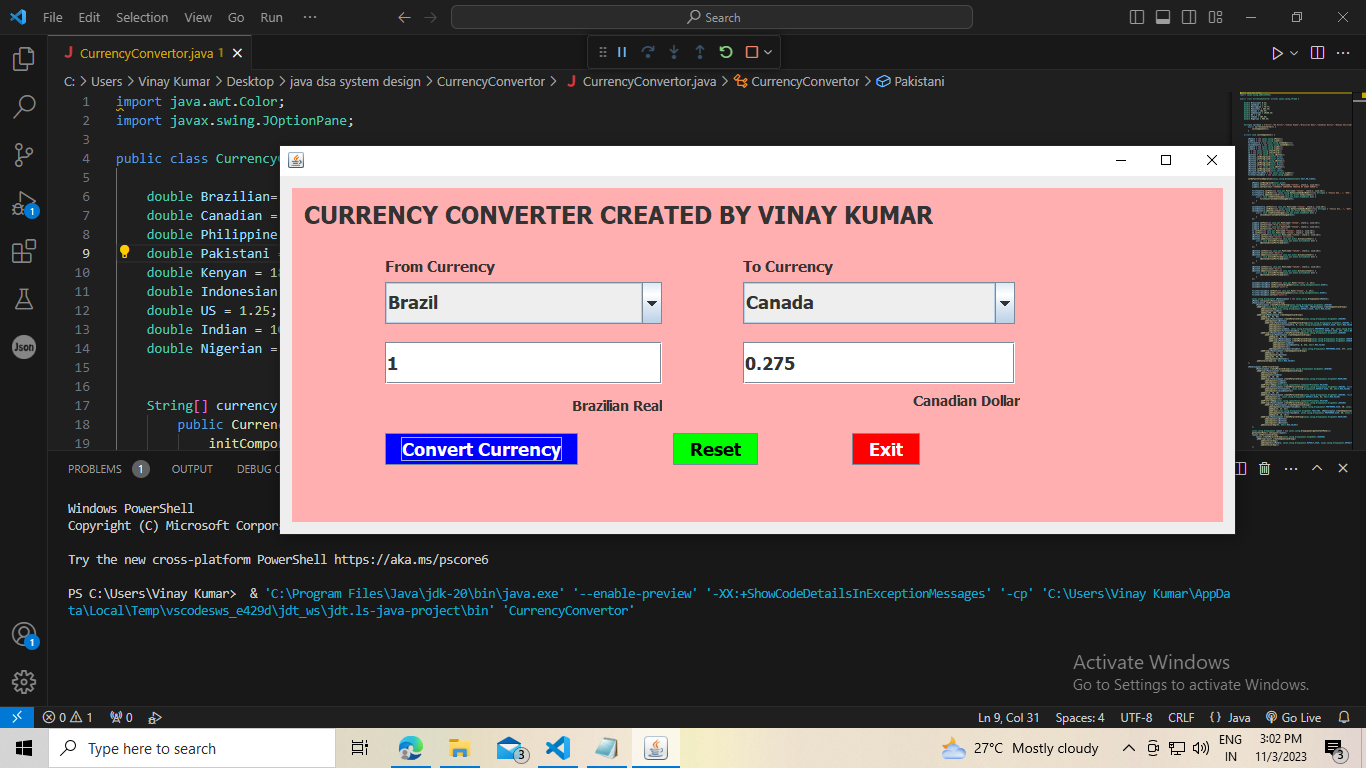 File Edit Selection View Go Run ··· Search
CurrencyConvertor.java 1
C: > Users > Vinay Kumar > Desktop > java dsa system design > CurrencyConvertor > J CurrencyConvertor.java > CurrencyConvertor > Pakistani
1 import java.awt.Color;
2 import javax.swing.JOptionPane;
3
4 public class Currency
5
6 double Brazilian=
7 double Canadian =
8 double Philippine
9 double Pakistani
10 double Kenyan =
11 double Indonesian
12 double US = 1.25;
13 double Indian =
14 double Nigerian =
15
16
17 String[] currency
18 public Curren
19 initCompo
CURRENCY CONVERTER CREATED BY VINAY KUMAR
From Currency To Currency
Brazil Canada
1 0.275
Brazilian Real Canadian Dollar
Convert Currency Reset Exit
PROBLEMS 1 OUTPUT DEBUG
Windows PowerShell
Copyright (C) Microsoft Corpor
Try the new cross-platform PowerShell https://aka.ms/pscore6
PS C:\Users\Vinay Kumar> & 'C:\Program Files\Java\jdk-20\bin\java.exe' '--enable-preview' '-XX:+ShowCodeDetailsInExceptionMessages' '-cp' 'C:\Users\Vinay Kumar\AppDa
ta\Local\Temp\vscodesws_e429d\jdt_ws\jdt.ls-java-project\bin' 'CurrencyConvertor'
Json
1
1
Activate Windows
Go to Settings to activate Windows.
0 1 0 Ln 9, Col 31 Spaces: 4 UTF-8 CRLF {} Java Go Live
Type here to search 3 27°C Mostly cloudy ENG IN 3:02 PM 11/3/2023 3